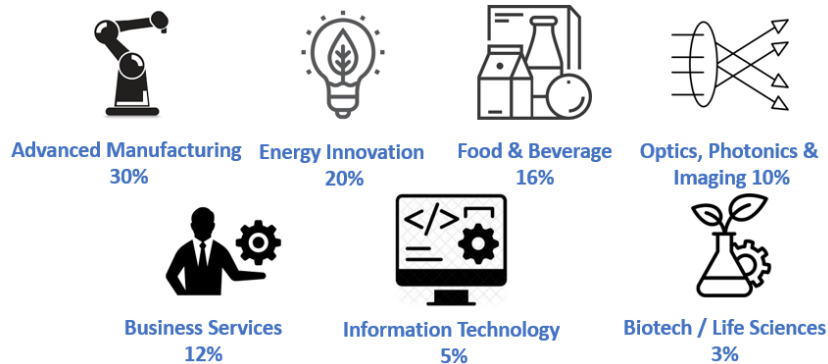 Advanced Manufacturing
30%
Energy Innovation
20%
Food & Beverage
16%
Optics, Photonics &
Imaging 10%
</>
Business Services
12%
Information Technology
5%
Biotech / Life Sciences
3%